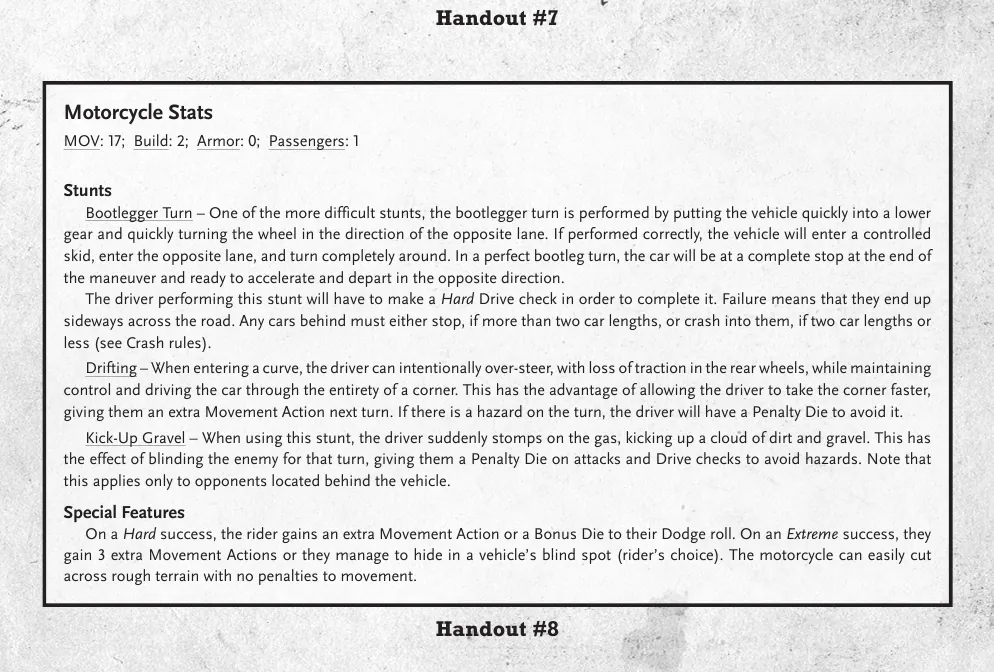 Handout #7
Motorcycle Stats
MOV: 17; Build: 2; Armor: 0; Passengers: 1
Stunts
Bootlegger Turn – One of the more difficult stunts, the bootlegger turn is performed by putting the vehicle quickly into a lower
gear and quickly turning the wheel in the direction of the opposite lane. If performed correctly, the vehicle will enter a controlled
skid, enter the opposite lane, and turn completely around. In a perfect bootleg turn, the car will be at a complete stop at the end of
the maneuver and ready to accelerate and depart in the opposite direction.
The driver performing this stunt will have to make a Hard Drive check in order to complete it. Failure means that they end up
sideways across the road. Any cars behind must either stop, if more than two car lengths, or crash into them, if two car lengths or
less (see Crash rules).
Drifting – When entering a curve, the driver can intentionally over-steer, with loss of traction in the rear wheels, while maintaining
control and driving the car through the entirety of a corner. This has the advantage of allowing the driver to take the corner faster,
giving them an extra Movement Action next turn. If there is a hazard on the turn, the driver will have a Penalty Die to avoid it.
Kick-Up Gravel – When using this stunt, the driver suddenly stomps on the gas, kicking up a cloud of dirt and gravel. This has
the effect of blinding the enemy for that turn, giving them a Penalty Die on attacks and Drive checks to avoid hazards. Note that
this applies only to opponents located behind the vehicle.
Special Features
On a Hard success, the rider gains an extra Movement Action or a Bonus Die to their Dodge roll. On an Extreme success, they
gain 3 extra Movement Actions or they manage to hide in a vehicle's blind spot (rider's choice). The motorcycle can easily cut
across rough terrain with no penalties to movement.
Handout #8